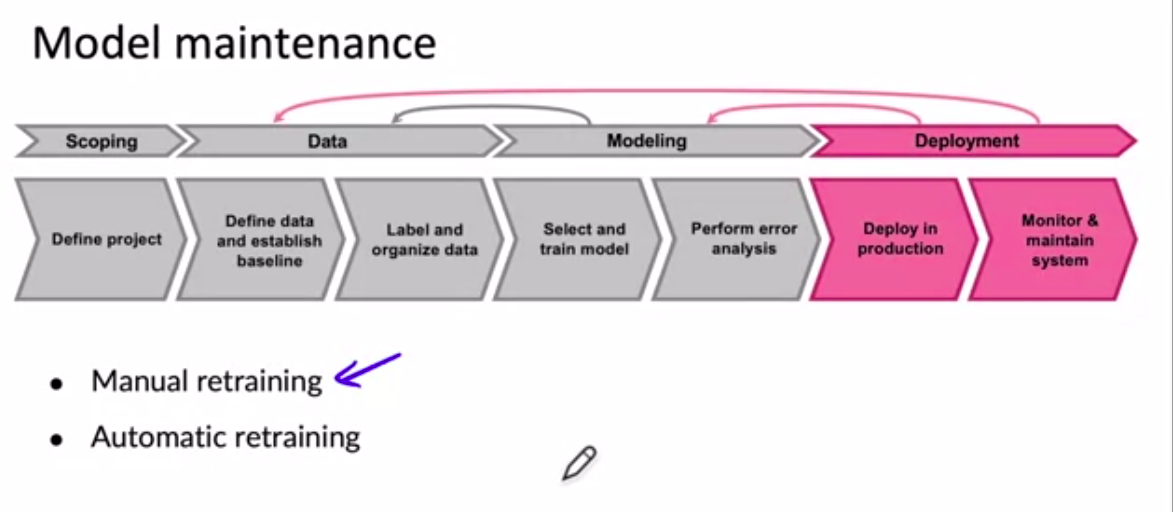 Model maintenance
Scoping
Data
Modeling
Deployment
Define project
Define data
and establish
baseline
Label and
organize data
Select and
train model
Perform error
analysis
Deploy in
production
Monitor &
maintain
system
• Manual retraining
• Automatic retraining